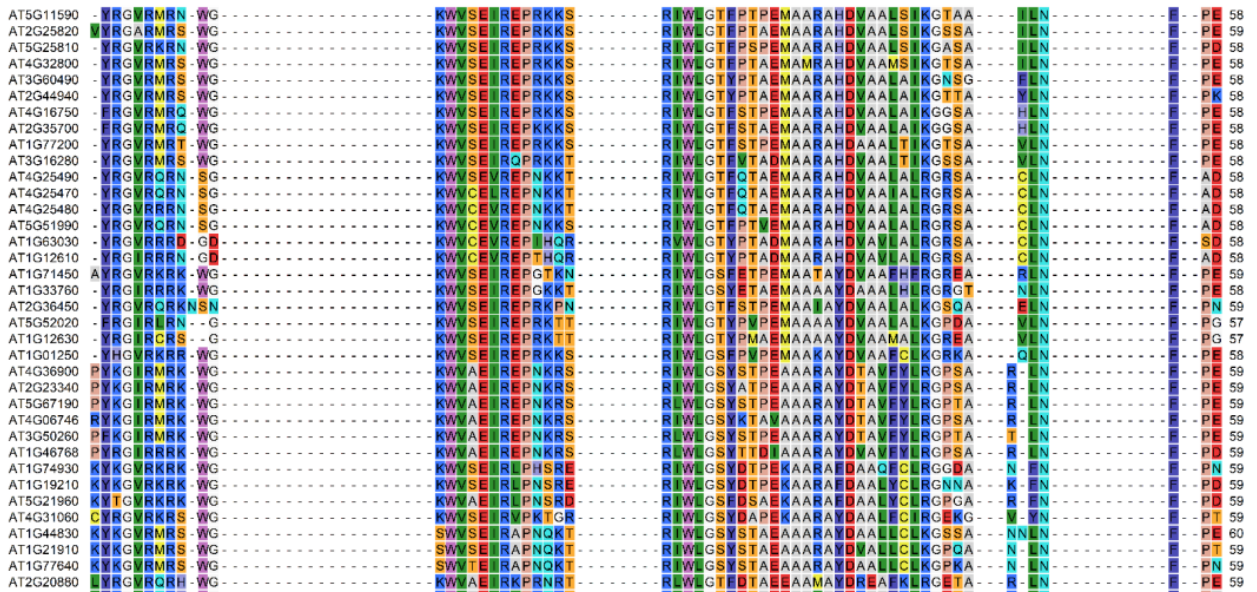 AT5G11590 -YRGVRMRN-WG--------------------KWVSEIREPRKKS--------RIWLGTFPTAEMAARAHDVAALSIKGTAA----ILN-----------F--PE 58
AT2G25820 VYRGARMRS-WG--------------------KWVSEIREPRKKS--------RIWLGTFPTAEMAARAHDVAALSIKGSSA----ILN-----------F--PE 59
AT5G25810 -YRGVRKRN-WG--------------------KWVSEIREPRKKS--------RIWLGTFPSPEMAARAHDVAALSIKGASA----ILN-----------F--PD 58
AT4G32800 -YRGVRMRS-WG--------------------KWVSEIREPRKKS--------RIWLGTFPTAEMAMRAHDVAAMSIKGTSA----ILN-----------F--PE 58
AT3G60490 -YRGVRMRS-WG--------------------KWVSEIREPRKKS--------RIWLGTYPTAEMAARAHDVAALAIKGNSG----FLN-----------F--PE 58
AT2G44940 -YRGVRMRS-WG--------------------KWVSEIREPRKKS--------RIWLGTYPTAEMAARAHDVAALAIKGTTA----YLN-----------F--PK 58
AT4G16750 -FRGVRMRQ-WG--------------------KWVSEIREPRKKS--------RIWLGTFSTPEMAARAHDVAALAIKGGSA----HLN-----------F--PE 58
AT2G35700 -FRGVRMRQ-WG--------------------KWVSEIREPRKKS--------RIWLGTFSTAEMAARAHDVAALAIKGGSA----HLN-----------F--PE 58
AT1G77200 -YRGVRMRT-WG--------------------KWVSEIREPRKKS--------RIWLGTFSTPEMAARAHDAAALTIKGTSA----VLN-----------F--PE 58
AT3G16280 -YRGVRMRS-WG--------------------KWVSEIRQPRKKT--------RIWLGTFVTADMAARAHDVAALTIKGSSA----VLN-----------F--PE 58
AT4G25490 -YRGVRQRN-SG--------------------KWVSEVREPNKKT--------RIWLGTFQTAEMAARAHDVAALALRGRSA----CLN-----------F--AD 58
AT4G25470 -YRGVRQRN-SG--------------------KWVCELREPNKKT--------RIWLGTFQTAEMAARAHDVAAIALRGRSA----CLN-----------F--AD 58
AT4G25480 -YRGVRRRN-SG--------------------KWVCEVREPNKKT--------RIWLGTFQTAEMAARAHDVAALALRGRSA----CLN-----------F--AD 58
AT5G51990 -YRGVRQRN-SG--------------------KWVCEVREPNKKT--------RIWLGTFPTVEMAARAHDVAALALRGRSA----CLN-----------F--AD 58
AT1G63030 -YRGVRRRD-GD--------------------KWVCEVREPIHQR--------RVWLGTYPTADMAARAHDVAVLALRGRSA----CLN-----------F--SD 58
AT1G12610 -YRGIRRRN-GD--------------------KWVCEVREPTHQR--------RIWLGTYPTADMAARAHDVAVLALRGRSA----CLN-----------F--AD 58
AT1G71450 AYRGVRKRK-WG--------------------KWVSEIREPGTKN--------RIWLGSFETPEMAATAYDVAAFHFRGREA----RLN-----------F--PE 59
AT1G33760 -YRGIRRRK-WG--------------------KWVSEIREPGKKT--------RIWLGSYETAEMAAAAYDAAALHLRGRGT----NLN-----------F--PE 58
AT2G36450 -YRGVRQRKNSN--------------------KWVSEIREPRKPN--------RIWLGTFSTPEMAAIAYDVAALALKGSQA----ELN-----------F--PN 59
AT5G52020 -FRGIRLRN--G--------------------KWVSEIREPRKTT--------RIWLGTYPVPEMAAAAYDVAALALKGPDA----VLN-----------F--PG 57
AT1G12630 -YRGIRCRS--G--------------------KWVSEIREPRKTT--------RIWLGTYPMAEMAAAAYDVAAMALKGREA----VLN-----------F--PG 57
AT1G01250 -YHGVRKRR-WG--------------------KWVSEIREPRKKS--------RIWLGSFPVPEMAAKAYDVAAFCLKGRKA----QLN-----------F--PE 58
AT4G36900 PYKGIRMRK-WG--------------------KWVAEIREPNKRS--------RIWLGSYSTPEAAARAYDTAVFYLRGPSA---R-LN-----------F--PE 59
AT2G23340 PYKGIRMRK-WG--------------------KWVAEIREPNKRS--------RIWLGSYATPEAAARAYDTAVFYLRGPSA---R-LN-----------F--PE 59
AT5G67190 PYKGIRMRK-WG--------------------KWVAEIREPNKRS--------RIWLGSYSTPEAAARAYDTAVFYLRGPTA---R-LN-----------F--PE 59
AT4G06746 RYKGIRMRK-WG--------------------KWVAEIREPNKRS--------RIWLGSYKTAVAAARAYDTAVFYLRGPSA---R-LN-----------F--PE 59
AT3G50260 PFKGIRMRK-WG--------------------KWVAEIREPNKRS--------RLWLGSYSTPEAAARAYDTAVFYLRGPTA---T-LN-----------F--PE 59
AT1G46768 PYRGIRRRK-WG--------------------KWVAEIREPNKRS--------RLWLGSYTTDIAAARAYDVAVFYLRGPSA---R-LN-----------F--PD 59
AT1G74930 KYKGVRKRK-WG--------------------KWVSEIRLPHSRE--------RIWLGSYDTPEKAARAFDAAQFCLRGGDA---N-FN-----------F--PN 59
AT1G19210 KYKGVRKRK-WG--------------------KWVSEIRLPNSRE--------RIWLGSYDTPEKAARAFDAALYCLRGNNA---K-FN-----------F--PD 59
AT5G21960 KYTGVRKRK-WG--------------------KWVAEIRLPNSRD--------RIWLGSFDSAEKAARAFDAALYCLRGPGA---R-FN-----------F--PD 59
AT4G31060 CYRGVRKRS-WG--------------------KWVSEIRVPKTGR--------RIWLGSYDAPEKAARAYDAALFCIRGEKG---V-YN-----------F--PT 59
AT1G44830 KYKGVRMRS-WG--------------------SWVSEIRAPNQKT--------RIWLGSYSTAEAAARAYDAALLCLKGSSA---NNLN-----------F--PE 60
AT1G21910 KYKGVRMRS-WG--------------------SWVSEIRAPNQKT--------RIWLGSYSTAEAAARAYDAALLCLKGPQA---N-LN-----------F--PT 59
AT1G77640 KYKGVRMRS-WG--------------------SWVTEIRAPNQKT--------RIWLGSYSTAEAAARAYDAALLCLKGPKA---N-LN-----------F--PN 59
AT2G20880 LYRGVRQRH-WG--------------------KWVAEIRKPRNRT--------RLWLGTFDTAEEAAMAYDREAFKLRGETA---R-LN-----------F--PE 59